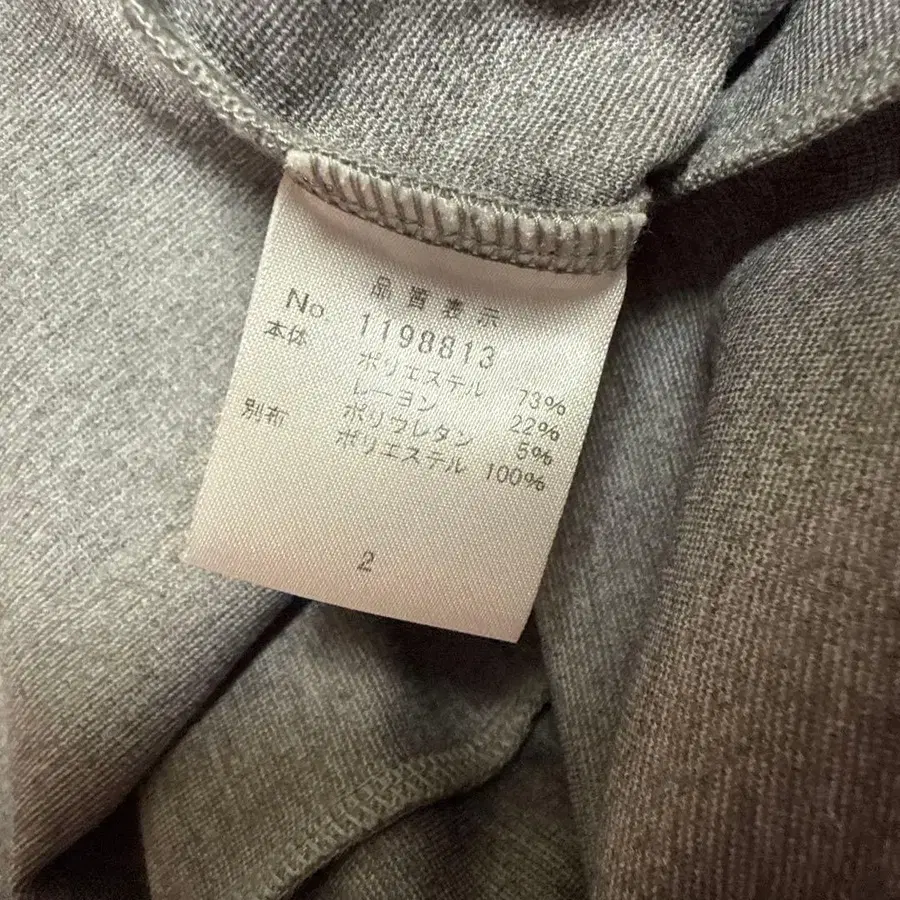 品質表示
No. 1198813
本体 ポリエステル 73%
レーヨン 22%
ポリウレタン 5%
別布 ポリエステル 100%
2